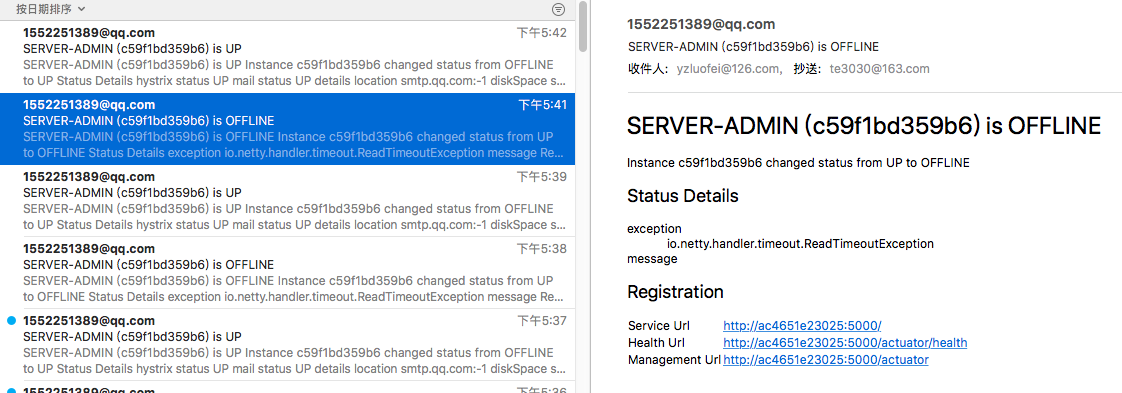 按日期排序
1552251389@qq.com 下午5:42
SERVER-ADMIN (c59f1bd359b6) is UP
SERVER-ADMIN (c59f1bd359b6) is UP Instance c59f1bd359b6 changed status from OFFLINE
to UP Status Details hystrix status UP mail status UP details location smtp.qq.com:-1 diskSpace s...
1552251389@qq.com 下午5:41
SERVER-ADMIN (c59f1bd359b6) is OFFLINE
SERVER-ADMIN (c59f1bd359b6) is OFFLINE Instance c59f1bd359b6 changed status from UP
to OFFLINE Status Details exception io.netty.handler.timeout.ReadTimeoutException message Re...
1552251389@qq.com 下午5:39
SERVER-ADMIN (c59f1bd359b6) is UP
SERVER-ADMIN (c59f1bd359b6) is UP Instance c59f1bd359b6 changed status from OFFLINE
to UP Status Details hystrix status UP mail status UP details location smtp.qq.com:-1 diskSpace s...
1552251389@qq.com 下午5:38
SERVER-ADMIN (c59f1bd359b6) is OFFLINE
SERVER-ADMIN (c59f1bd359b6) is OFFLINE Instance c59f1bd359b6 changed status from UP
to OFFLINE Status Details exception io.netty.handler.timeout.ReadTimeoutException message Re...
1552251389@qq.com 下午5:37
SERVER-ADMIN (c59f1bd359b6) is UP
SERVER-ADMIN (c59f1bd359b6) is UP Instance c59f1bd359b6 changed status from OFFLINE
to UP Status Details hystrix status UP mail status UP details location smtp.qq.com:-1 diskSpace s...
1552251389@qq.com 下午5:36
1552251389@qq.com
SERVER-ADMIN (c59f1bd359b6) is OFFLINE
收件人: yzluofei@126.com, 抄送: te3030@163.com
SERVER-ADMIN (c59f1bd359b6) is OFFLINE
Instance c59f1bd359b6 changed status from UP to OFFLINE
Status Details
exception
io.netty.handler.timeout.ReadTimeoutException
message
Registration
Service Url http://ac4651e23025:5000/
Health Url http://ac4651e23025:5000/actuator/health
Management Url http://ac4651e23025:5000/actuator